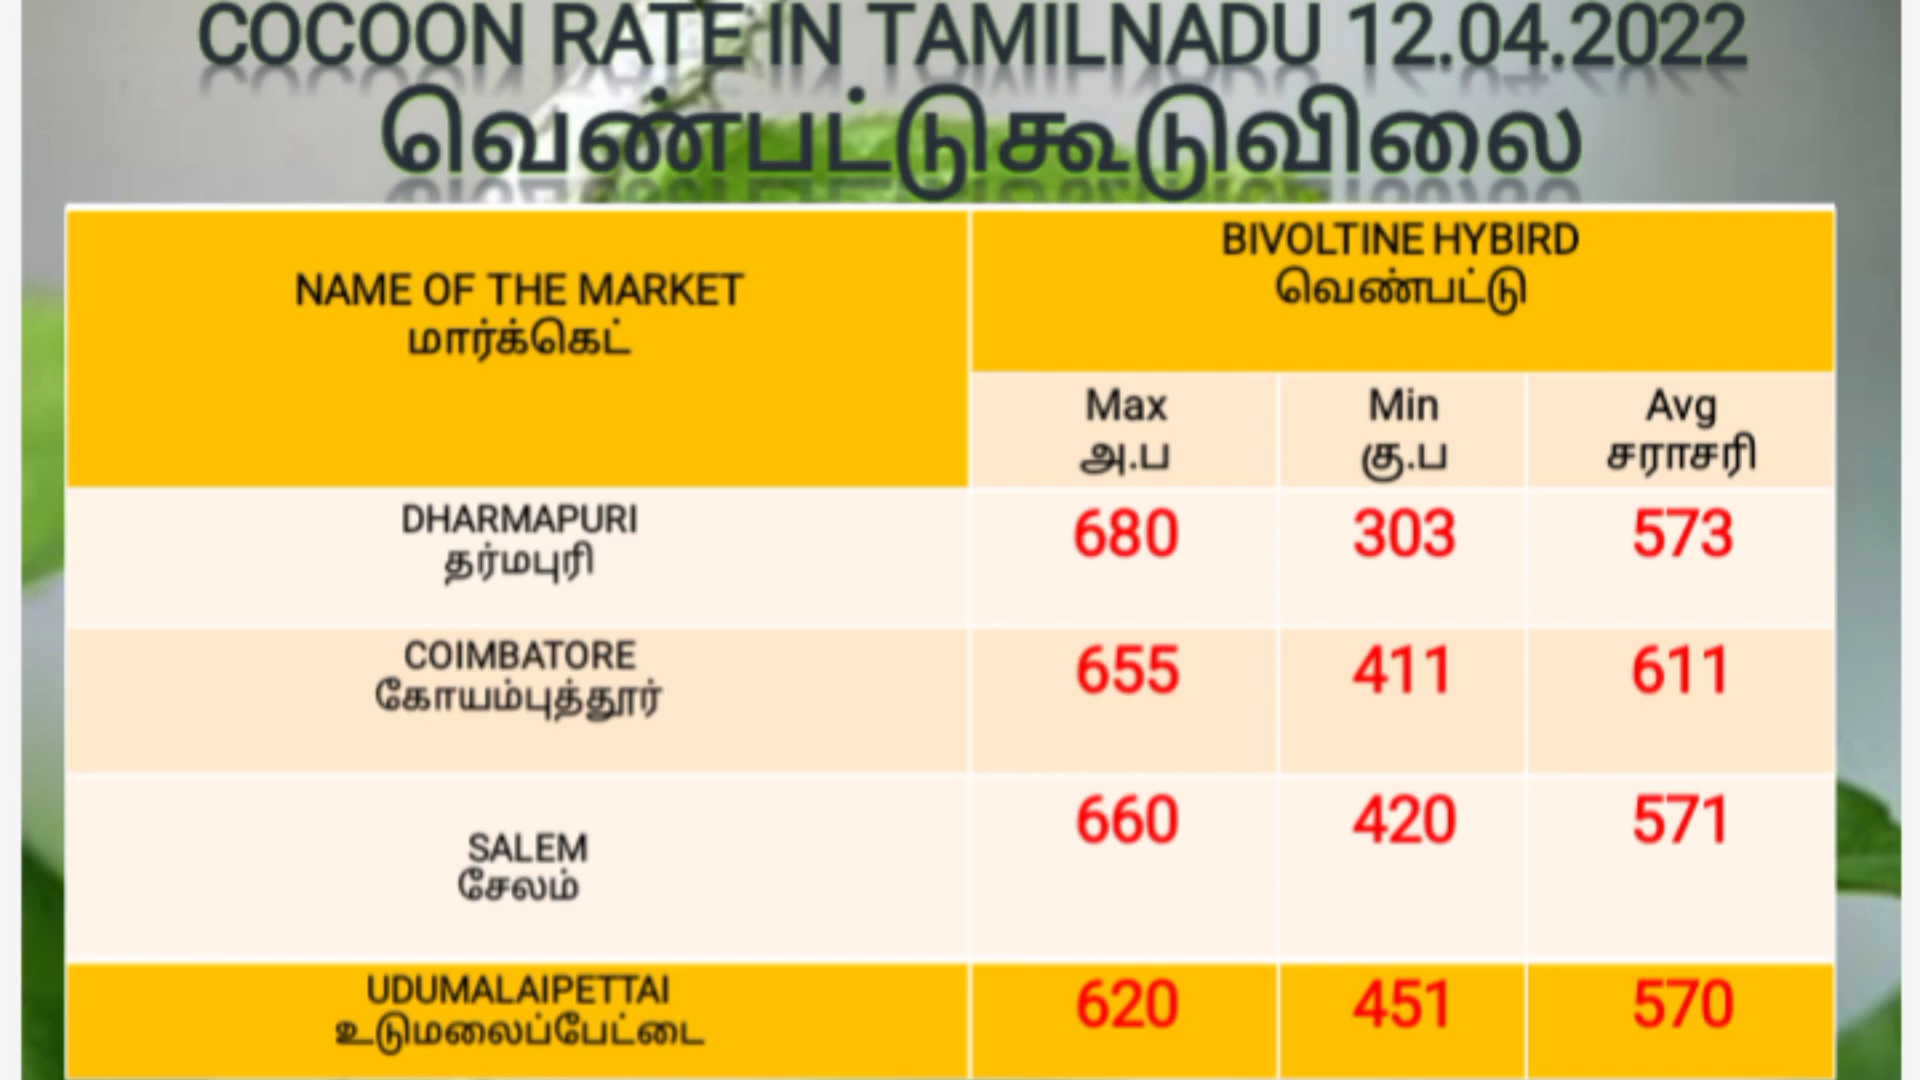 COCOON RATE IN TAMILNADU 12.04.2022
வெண்பட்டுகூடுவிலை
NAME OF THE MARKET
மார்க்கெட்
BIVOLTINE HYBIRD
வெண்பட்டு
Max
அ.ப
Min
கு.ப
Avg
சராசரி
DHARMAPURI
தர்மபுரி
680
303
573
COIMBATORE
கோயம்புத்தூர்
655
411
611
SALEM
சேலம்
660
420
571
UDUMALAIPETTAI
உடுமலைப்பேட்டை
620
451
570